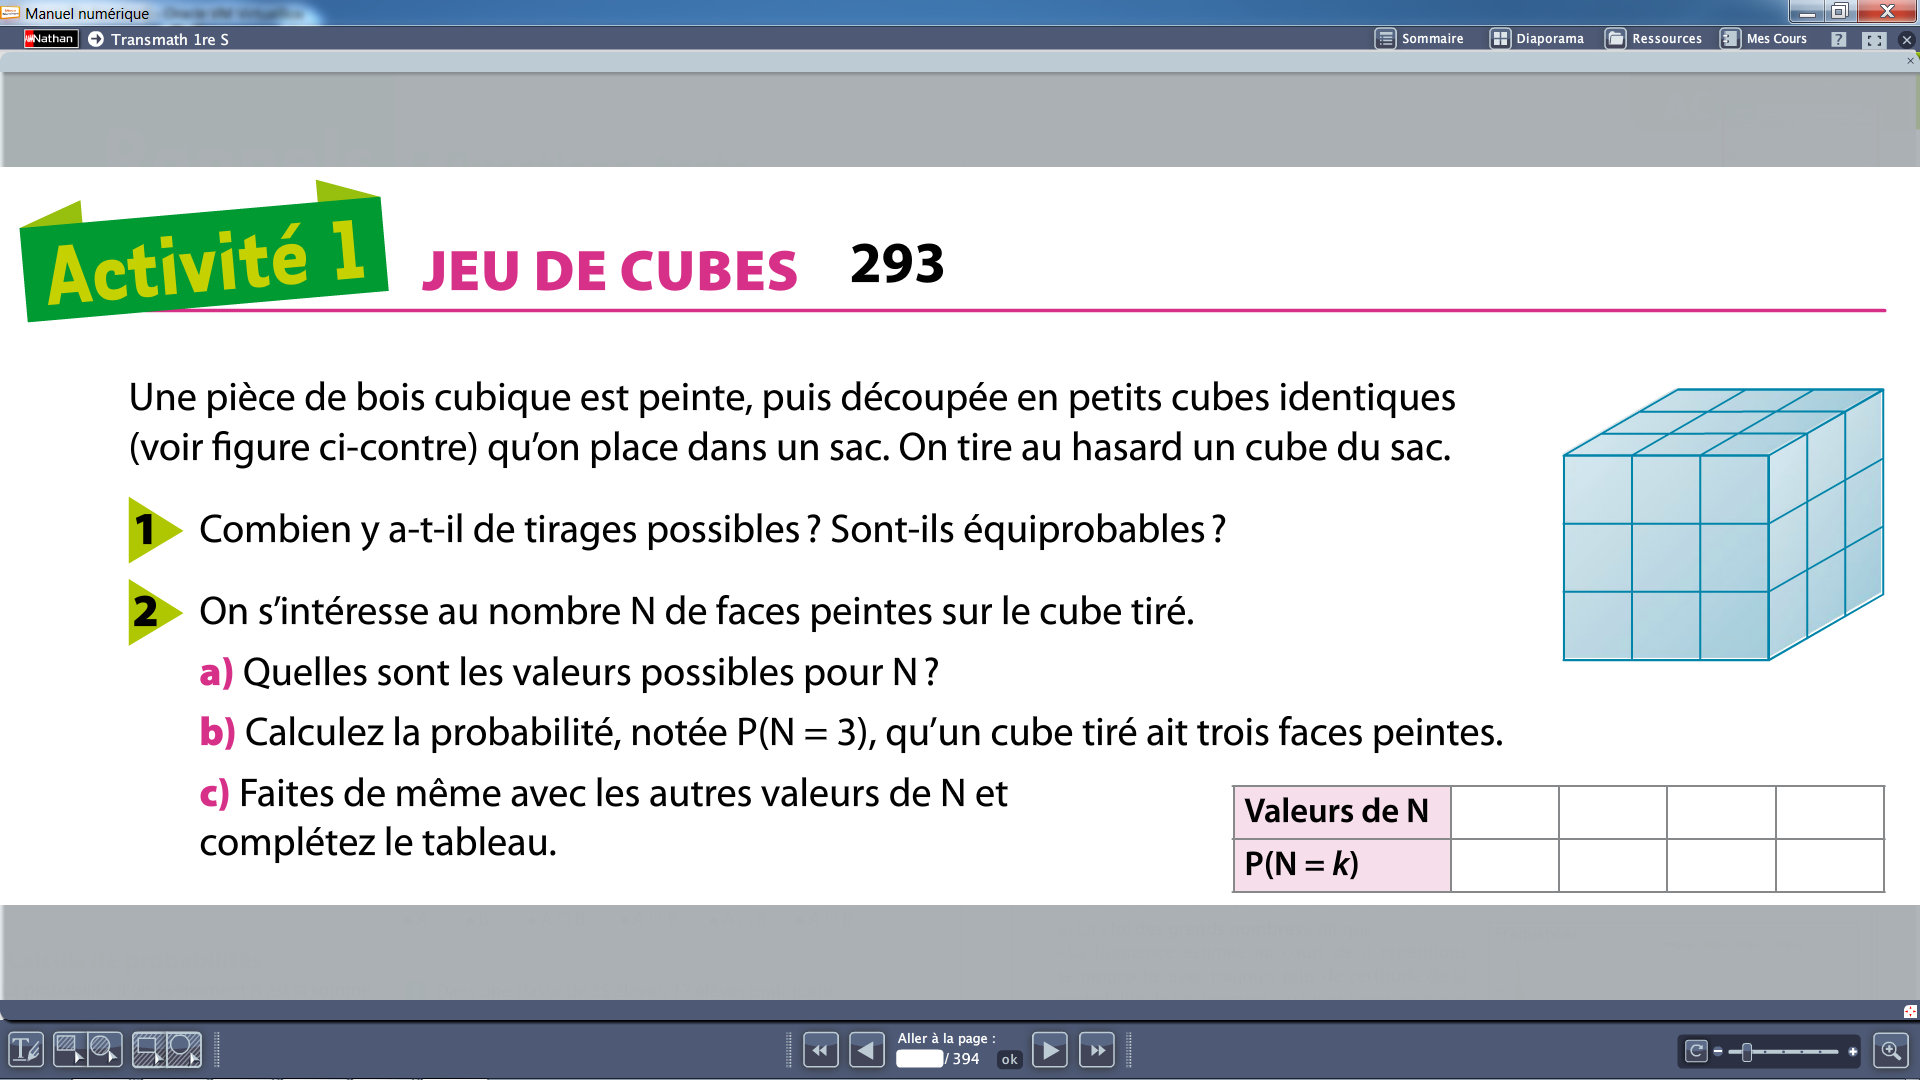 Manuel numérique
Nathan Transmath 1re S Sommaire Diaporama Ressources Mes Cours ?
Activité 1 JEU DE CUBES 293
Une pièce de bois cubique est peinte, puis découpée en petits cubes identiques
(voir figure ci-contre) qu’on place dans un sac. On tire au hasard un cube du sac.
1 Combien y a-t-il de tirages possibles ? Sont-ils équiprobables ?
2 On s’intéresse au nombre N de faces peintes sur le cube tiré.
a) Quelles sont les valeurs possibles pour N ?
b) Calculez la probabilité, notée P(N = 3), qu’un cube tiré ait trois faces peintes.
c) Faites de même avec les autres valeurs de N et
complétez le tableau.
Valeurs de N
P(N = k)
Aller à la page :
/ 394 ok